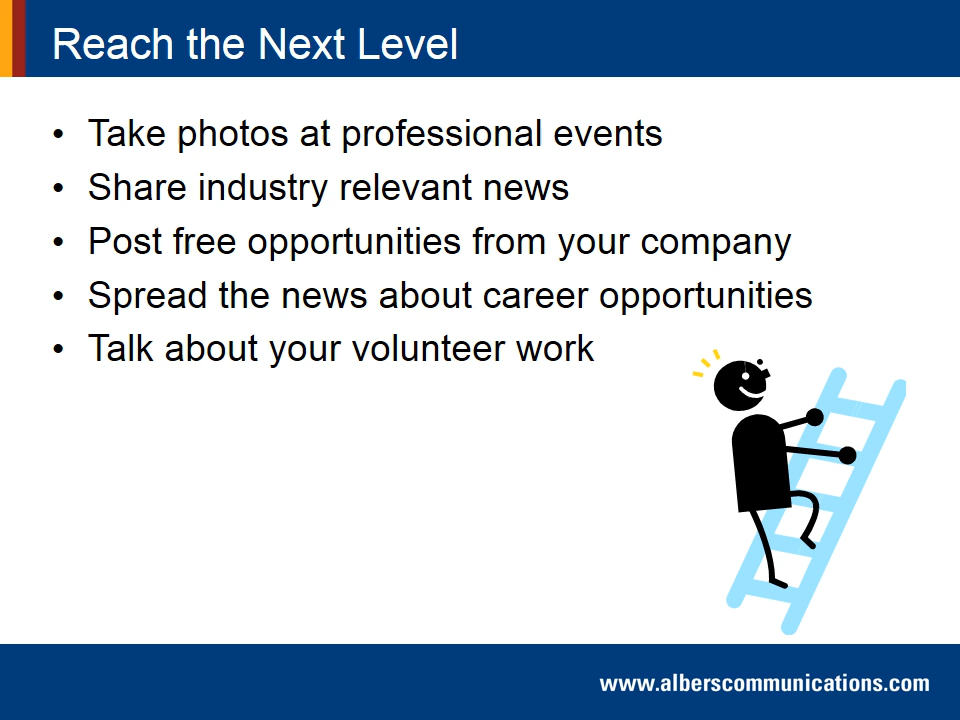 Reach the Next Level
• Take photos at professional events
• Share industry relevant news
• Post free opportunities from your company
• Spread the news about career opportunities
• Talk about your volunteer work
www.alberscommunications.com